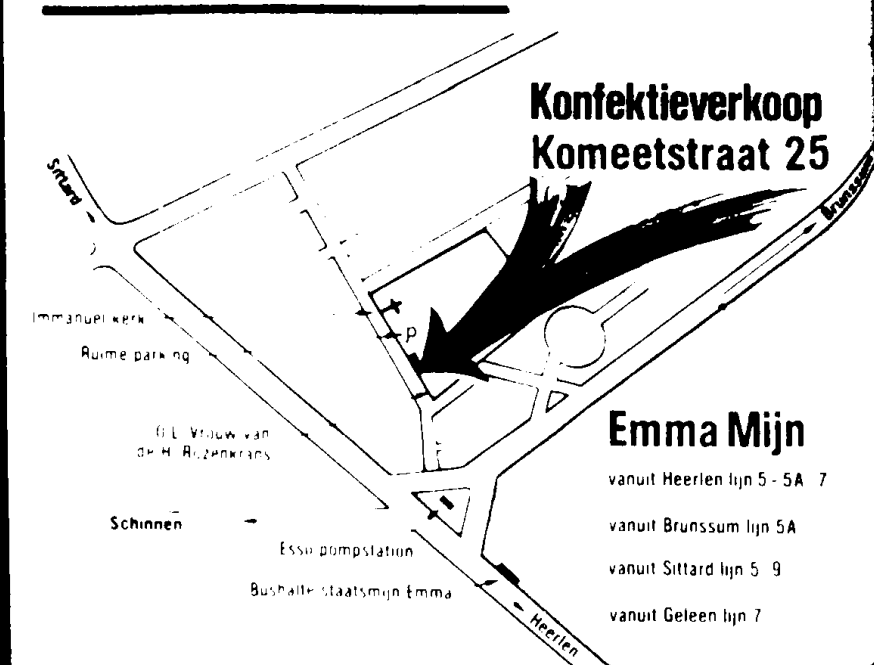 Konfektieverkoop
Komeetstraat 25
Sittard
Brunssum
Immanuel kerk
Ruime parking
p
O.L. Vrouw van
de H. Rozenkrans
Schinnen
Esso pompstation
Bushalte staatsmijn Emma
Heerlen
Emma Mijn
vanuit Heerlen lijn 5 - 5A 7
vanuit Brunssum lijn 5A
vanuit Sittard lijn 5 9
vanuit Geleen lijn 7